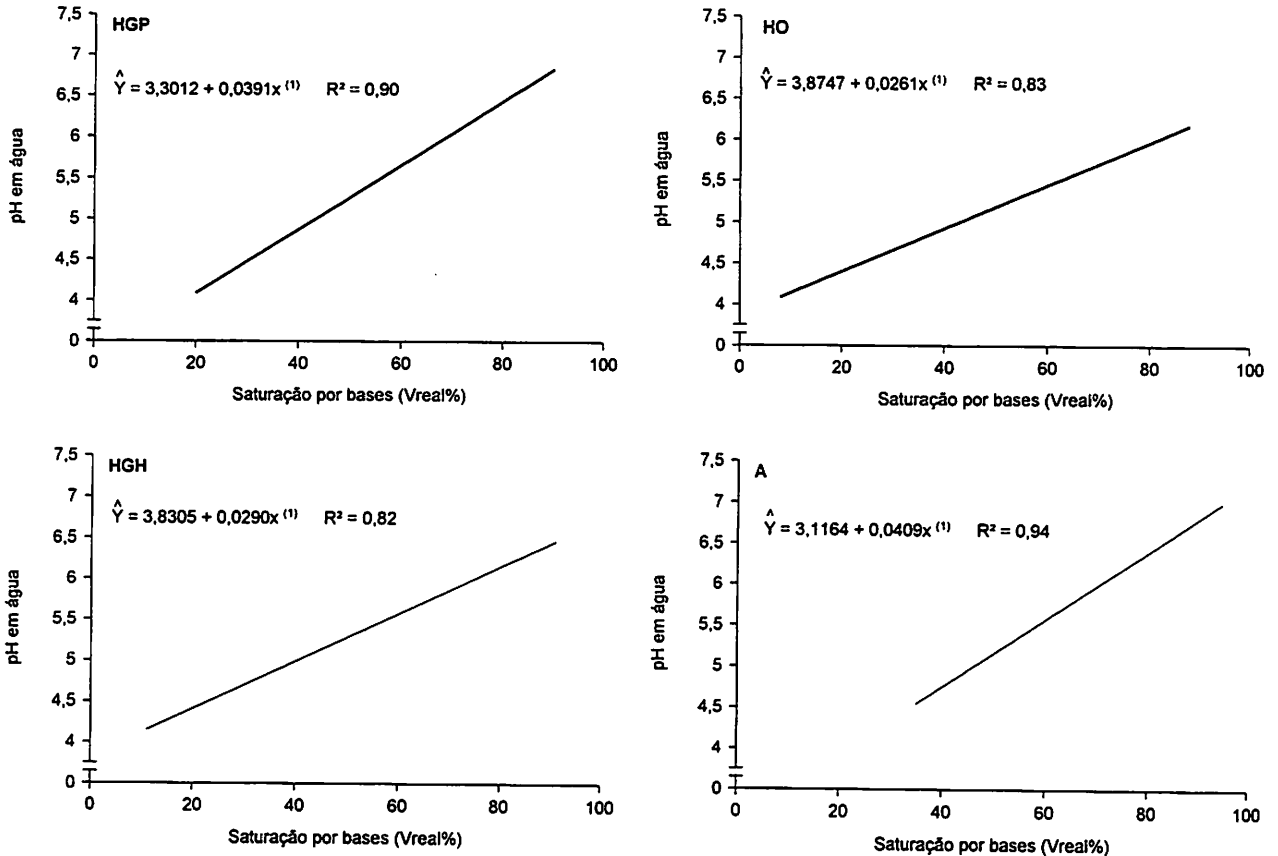 HGP
Ŷ = 3,3012 + 0,0391x (1) R² = 0,90
pH em água
7,5
7
6,5
6
5,5
5
4,5
4
0
0 20 40 60 80 100
Saturação por bases (Vreal%)
HO
Ŷ = 3,8747 + 0,0261x (1) R² = 0,83
pH em água
7,5
7
6,5
6
5,5
5
4,5
4
0
0 20 40 60 80 100
Saturação por bases (Vreal%)
HGH
Ŷ = 3,8305 + 0,0290x (1) R² = 0,82
pH em água
7,5
7
6,5
6
5,5
5
4,5
4
0
0 20 40 60 80 100
Saturação por bases (Vreal%)
A
Ŷ = 3,1164 + 0,0409x (1) R² = 0,94
pH em água
7,5
7
6,5
6
5,5
5
4,5
4
0
0 20 40 60 80 100
Saturação por bases (Vreal%)